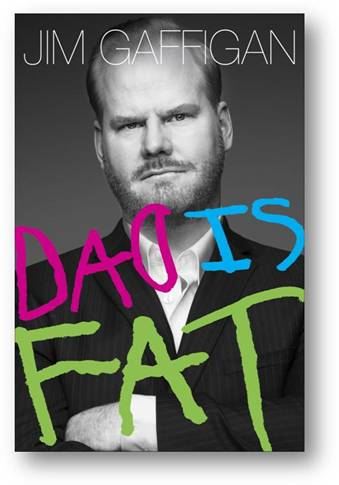 JIM GAFFIGAN
DAD IS
FAT